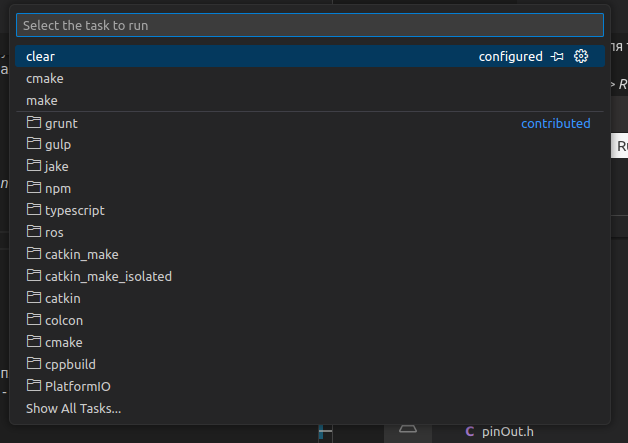 Select the task to run
clear configured
cmake
make
grunt contributed
gulp
jake
npm
typescript
ros
catkin_make
catkin_make_isolated
catkin
colcon
cmake
cppbuild
PlatformIO
Show All Tasks...
C pinOut.h